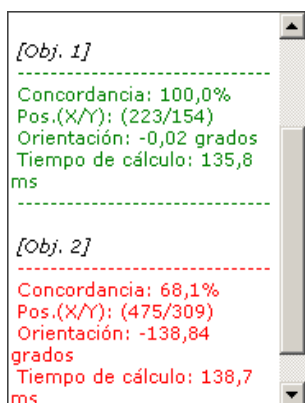 [Obj. 1]
------------------------------
Concordancia: 100,0%
Pos.(X/Y): (223/154)
Orientación: -0,02 grados
Tiempo de cálculo: 135,8
ms
------------------------------
[Obj. 2]
------------------------------
Concordancia: 68,1%
Pos.(X/Y): (475/309)
Orientación: -138,84
grados
Tiempo de cálculo: 138,7
ms